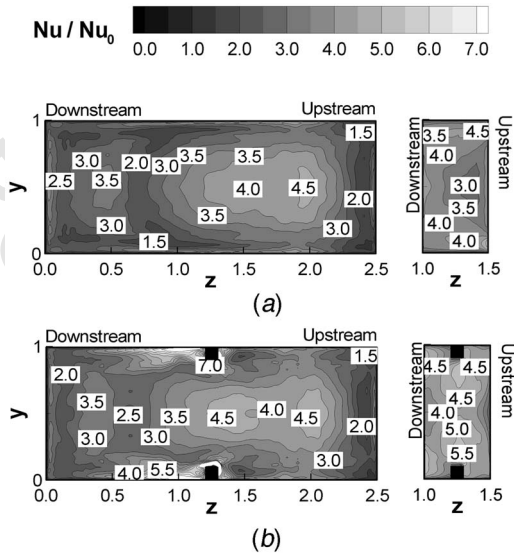 Nu / Nu₀
0.0 1.0 2.0 3.0 4.0 5.0 6.0 7.0
Downstream Upstream
1
y
0
3.0 2.0 3.5 3.5 1.5
2.5 3.5 3.0 4.0 4.5 2.0
3.0 1.5 3.5 3.0
0.0 0.5 1.0 1.5 2.0 2.5
z
Downstream
Upstream
3.5 4.5
4.0
3.0
3.5
4.0
4.0
1.0 1.5
z
(a)
Downstream Upstream
1
y
0
2.0 7.0 1.5
3.5 2.5 3.5 4.5 4.0 4.5 2.0
3.0 3.0 3.0
4.0 5.5
0.0 0.5 1.0 1.5 2.0 2.5
z
Downstream
Upstream
4.5 4.5
4.5
4.0
5.0
5.5
1.0 1.5
z
(b)